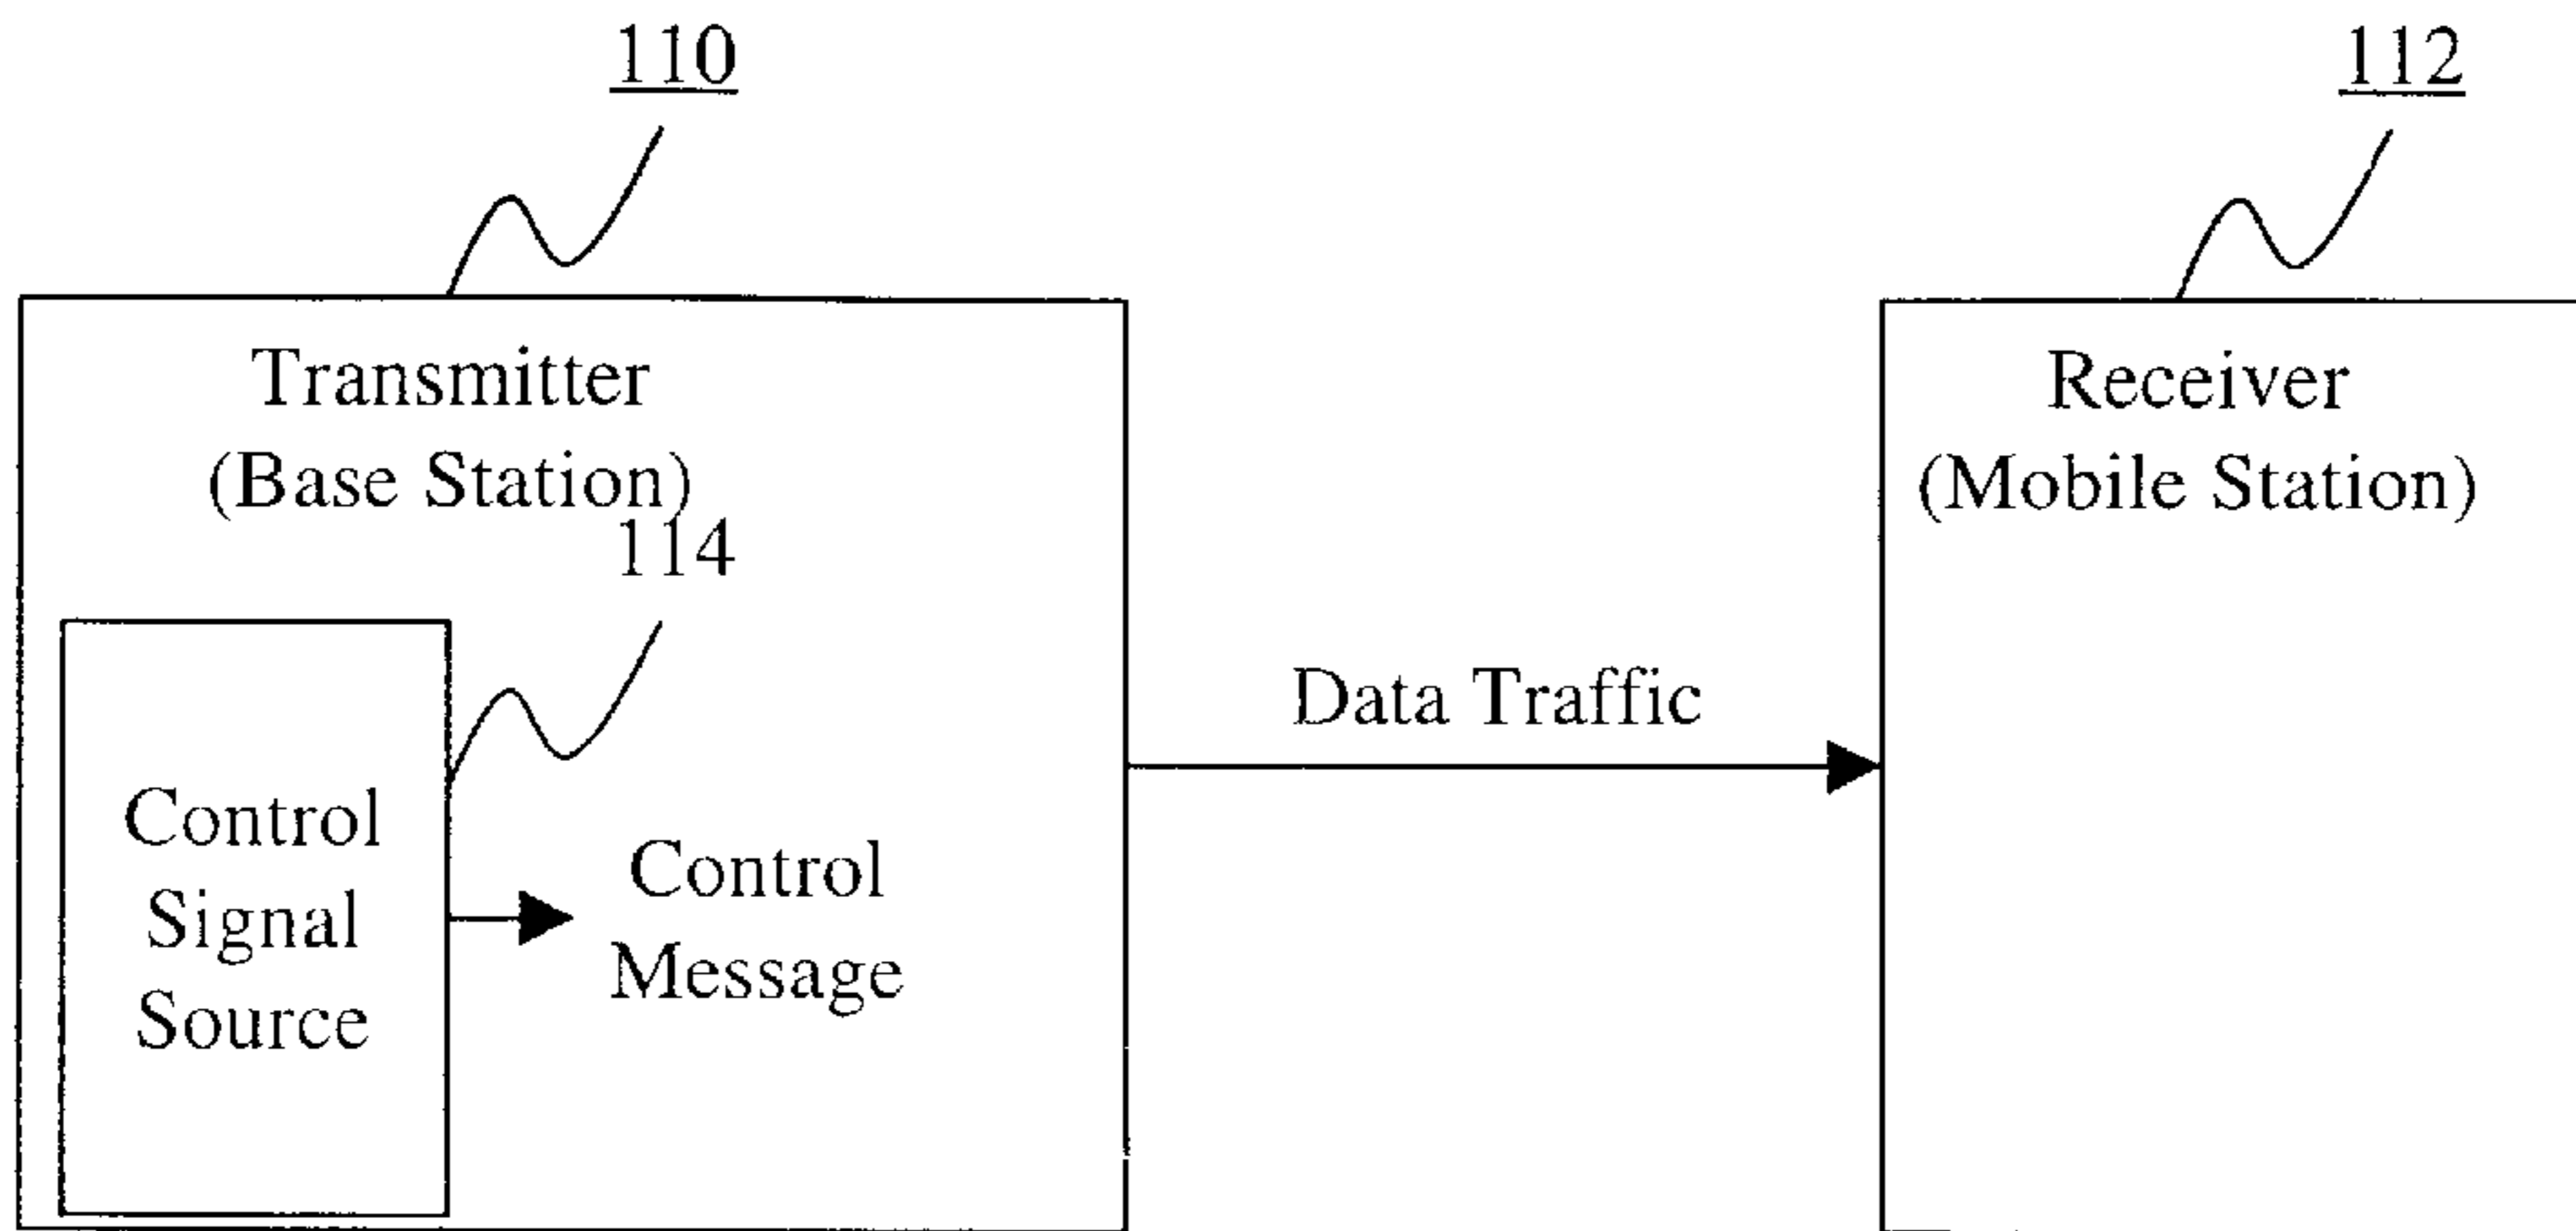 110
112
Transmitter
(Base Station)
114
Control
Signal
Source
Control
Message
Data Traffic
Receiver
(Mobile Station)